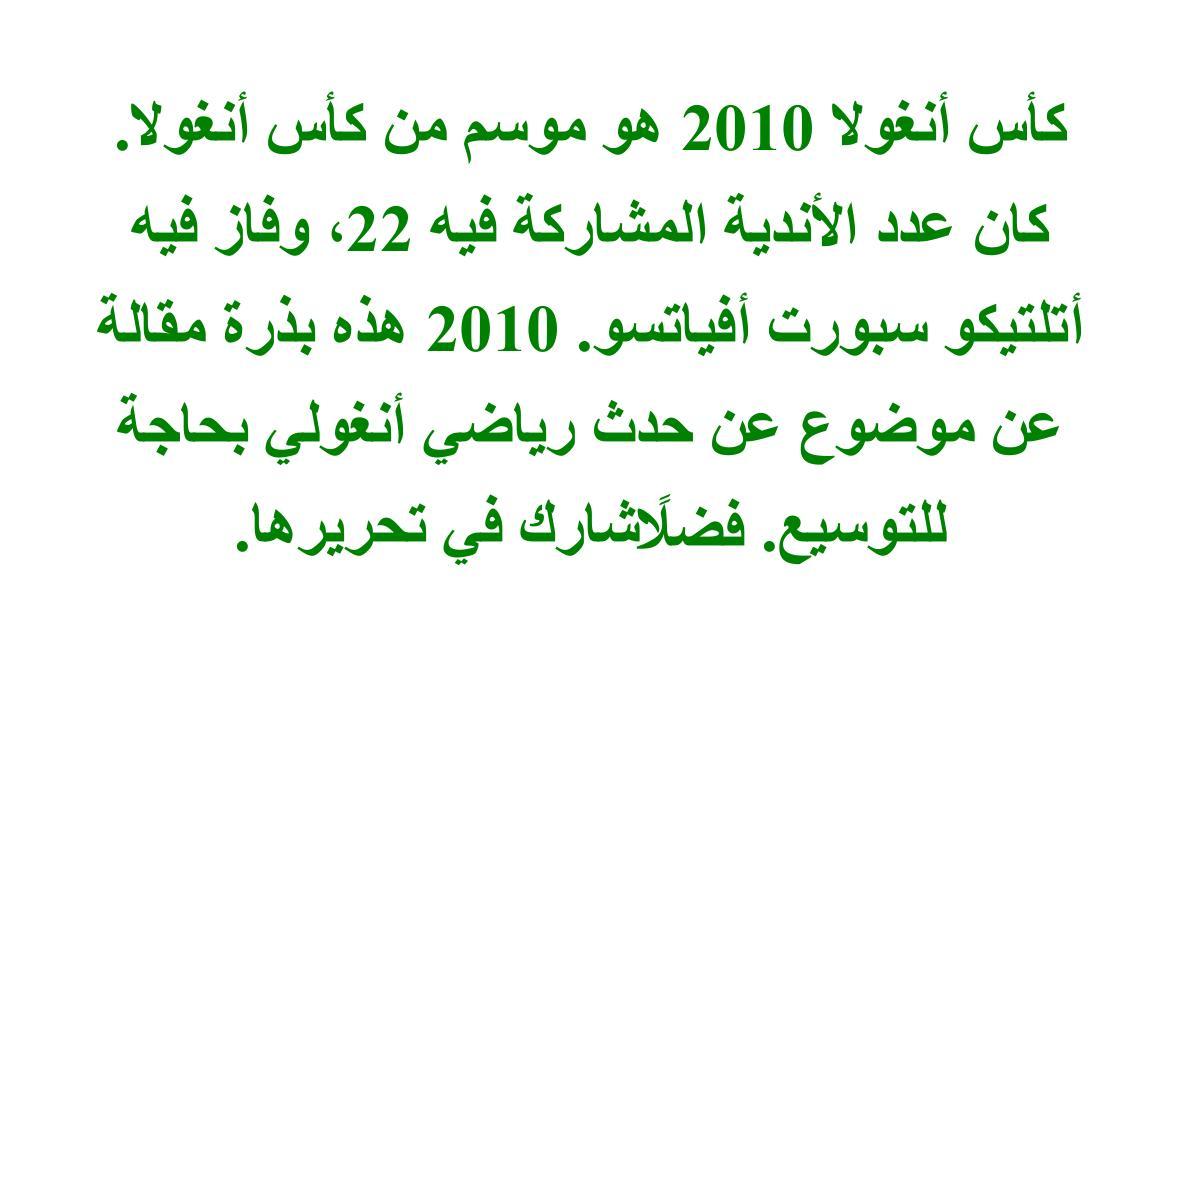 كأس أنغولا 2010 هو موسم من كأس أنغولا.
كان عدد الأندية المشاركة فيه 22، وفاز فيه
أتلتيكو سبورت أفياتسو. 2010 هذه بذرة مقالة
عن موضوع عن حدث رياضي أنغولي بحاجة
للتوسيع. فضلًاشارك في تحريرها.